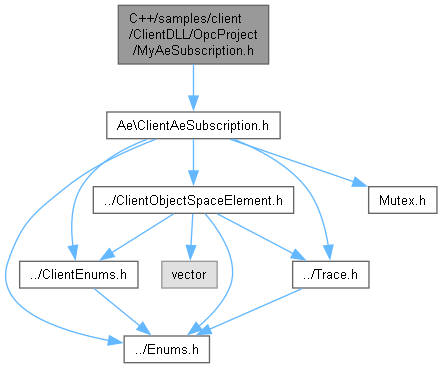 C++/samples/client
/ClientDLL/OpcProject
/MyAeSubscription.h
Ae\ClientAeSubscription.h
../ClientObjectSpaceElement.h
Mutex.h
../ClientEnums.h
vector
../Trace.h
../Enums.h